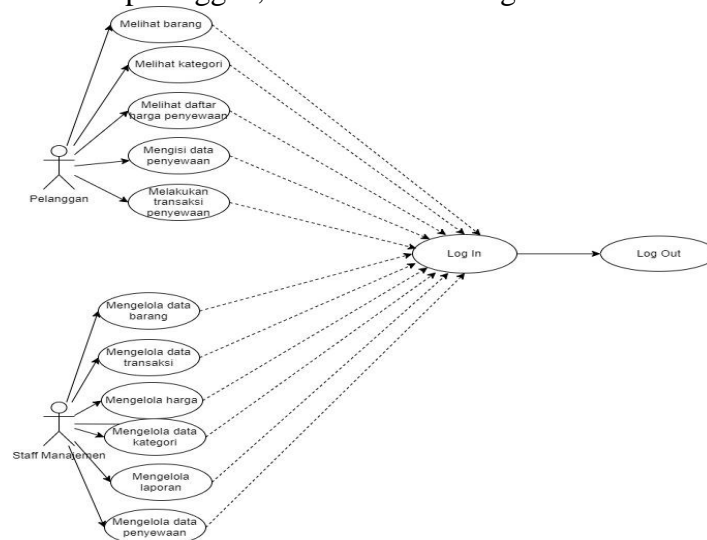 Melihat barang
Melihat kategori
Melihat daftar
harga penyewaan
Mengisi data
penyewaan
Melakukan
transaksi
penyewaan
Pelanggan
Log In
Log Out
Mengelola data
barang
Mengelola data
transaksi
Mengelola harga
Mengelola data
kategori
Staff Manajemen
Mengelola
laporan
Mengelola data
penyewaan